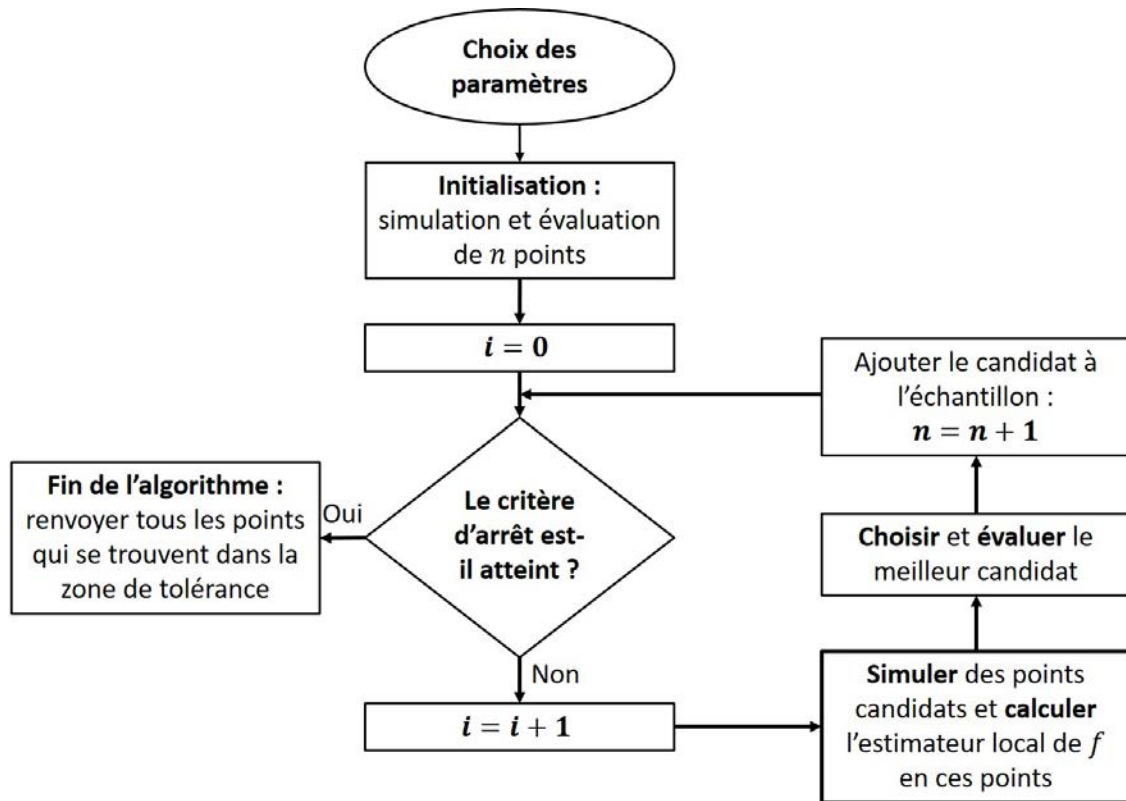 Choix des
paramètres
Initialisation :
simulation et évaluation
de n points
i = 0
Ajouter le candidat à
l'échantillon :
n = n + 1
Le critère
d'arrêt est-
il atteint ?
Oui
Fin de l'algorithme :
renvoyer tous les points
qui se trouvent dans la
zone de tolérance
Choisir et évaluer le
meilleur candidat
Non
i = i + 1
Simuler des points
candidats et calculer
l'estimateur local de f
en ces points